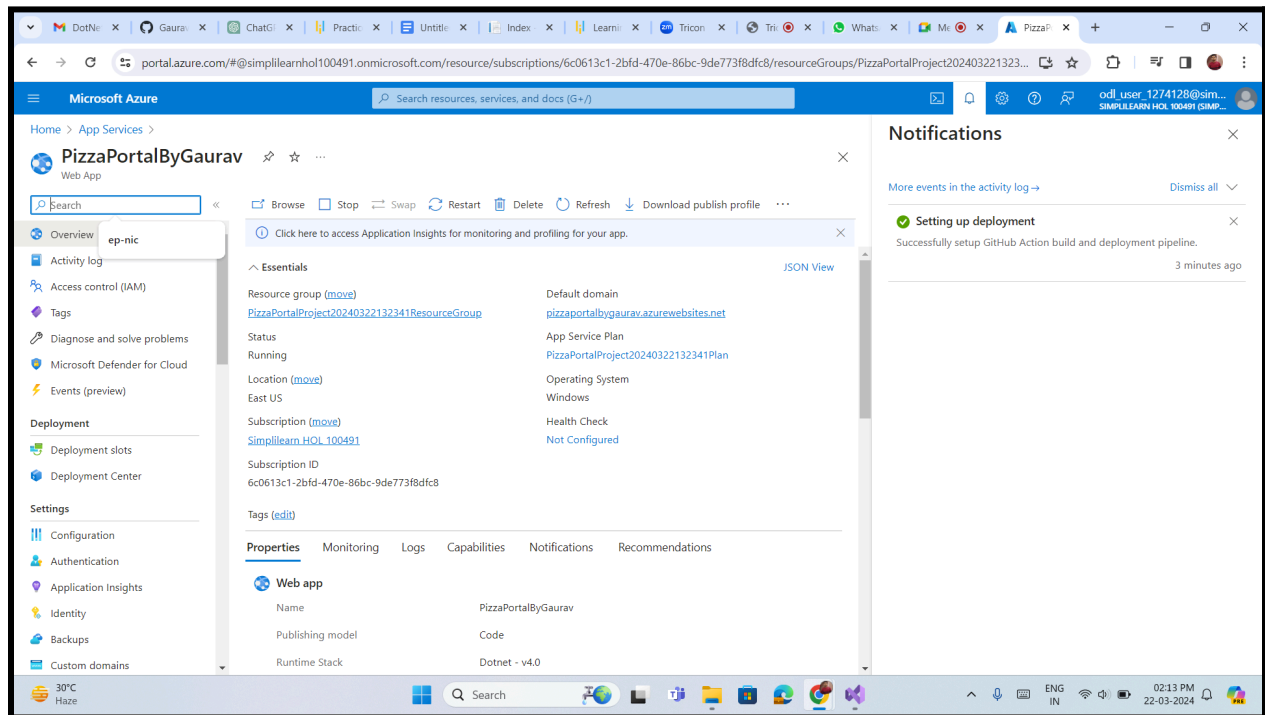 DotNe
Gaurav
ChatG
Practic
Untitle
Index
Learnin
Tricon
Tri
Whats
Me
PizzaP
portal.azure.com/#@simplilearnhol100491.onmicrosoft.com/resource/subscriptions/6c0613c1-2bfd-470e-86bc-9de773f8dfc8/resourceGroups/PizzaPortalProject202403221323...
Microsoft Azure
Search resources, services, and docs (G+/)
odl_user_1274128@sim...
SIMPLILEARN HOL 100491 (SIMP...
Home > App Services >
PizzaPortalByGaurav
Web App
Search
ep-nic
Overview
Activity log
Access control (IAM)
Tags
Diagnose and solve problems
Microsoft Defender for Cloud
Events (preview)
Deployment
Deployment slots
Deployment Center
Settings
Configuration
Authentication
Application Insights
Identity
Backups
Custom domains
Browse Stop Swap Restart Delete Refresh Download publish profile ...
Click here to access Application Insights for monitoring and profiling for your app.
Essentials
JSON View
Resource group (move)
PizzaPortalProject20240322132341ResourceGroup
Status
Running
Location (move)
East US
Subscription (move)
Simplilearn HOL 100491
Subscription ID
6c0613c1-2bfd-470e-86bc-9de773f8dfc8
Default domain
pizzaportalbygaurav.azurewebsites.net
App Service Plan
PizzaPortalProject20240322132341Plan
Operating System
Windows
Health Check
Not Configured
Tags (edit)
Properties Monitoring Logs Capabilities Notifications Recommendations
Web app
Name PizzaPortalByGaurav
Publishing model Code
Runtime Stack Dotnet - v4.0
Notifications
More events in the activity log →
Dismiss all
Setting up deployment
Successfully setup GitHub Action build and deployment pipeline.
3 minutes ago
30°C
Haze
Search
ENG
IN
02:13 PM
22-03-2024
PRE